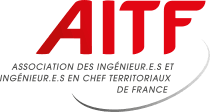 AITF
ASSOCIATION DES INGÉNIEUR.E.S ET
INGÉNIEUR.E.S EN CHEF TERRITORIAUX
DE FRANCE